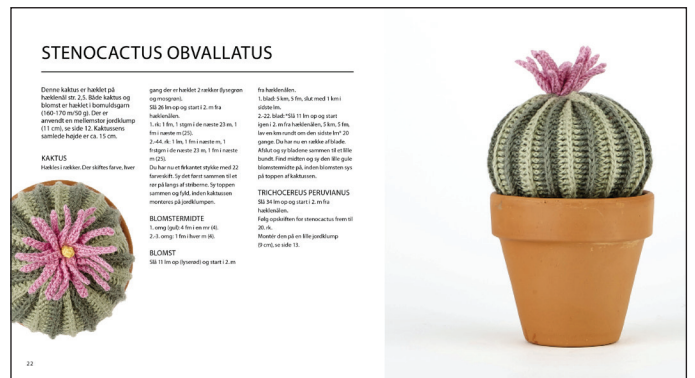 STENOCACTUS OBVALLATUS
Denne kaktus er hæklet på
hæklenål str. 2,5. Både kaktus og
blomst er hæklet i bomuldsgarn
(160-170 m/50 g). Der er
anvendt en mellemstor jordklump
(11 cm), se side 12. Kaktussens
samlede højde er ca. 15 cm.
KAKTUS
Hækles i rækker. Der skiftes farve, hver
gang der er hæklet 2 rækker (lysegrøn
og mosgrøn).
Slå 26 lm op og start i 2. m fra
hæklenålen.
1. rk: 1 fm, 1 stgm i de næste 23 m, 1
fm i næste m (25).
2.-44. rk: 1 lm, 1 fm i næste m, 1
frstgm i de næste 23 m, 1 fm i næste
m (25).
Du har nu et firkantet stykke med 22
farveskift. Sy det først sammen til et
rør på langs af striberne. Sy toppen
sammen og fyld, inden kaktussen
monteres på jordklumpen.
BLOMSTERMIDTE
1. omg (gul): 4 fm i en mr (4).
2.-3. omg: 1 fm i hver m (4).
BLOMST
Slå 11 lm op (lyserød) og start i 2. m
fra hæklenålen.
1. blad: 5 km, 5 fm, slut med 1 km i
sidste lm.
2.-22. blad: *Slå 11 lm op og start
igen i 2. m fra hæklenålen, 5 km, 5 fm,
lav en km rundt om den sidste lm* 20
gange. Du har nu en række af blade.
Afslut og sy bladene sammen til et lille
bundt. Find midten og sy den lille gule
blomstermidte på, inden blomsten sys
på toppen af kaktussen.
TRICHOCEREUS PERUVIANUS
Slå 34 lm op og start i 2. m fra
hæklenålen.
Følg opskriften for stenocactus frem til
20. rk.
Montér den på en lille jordklump
(9 cm), se side 13.
22